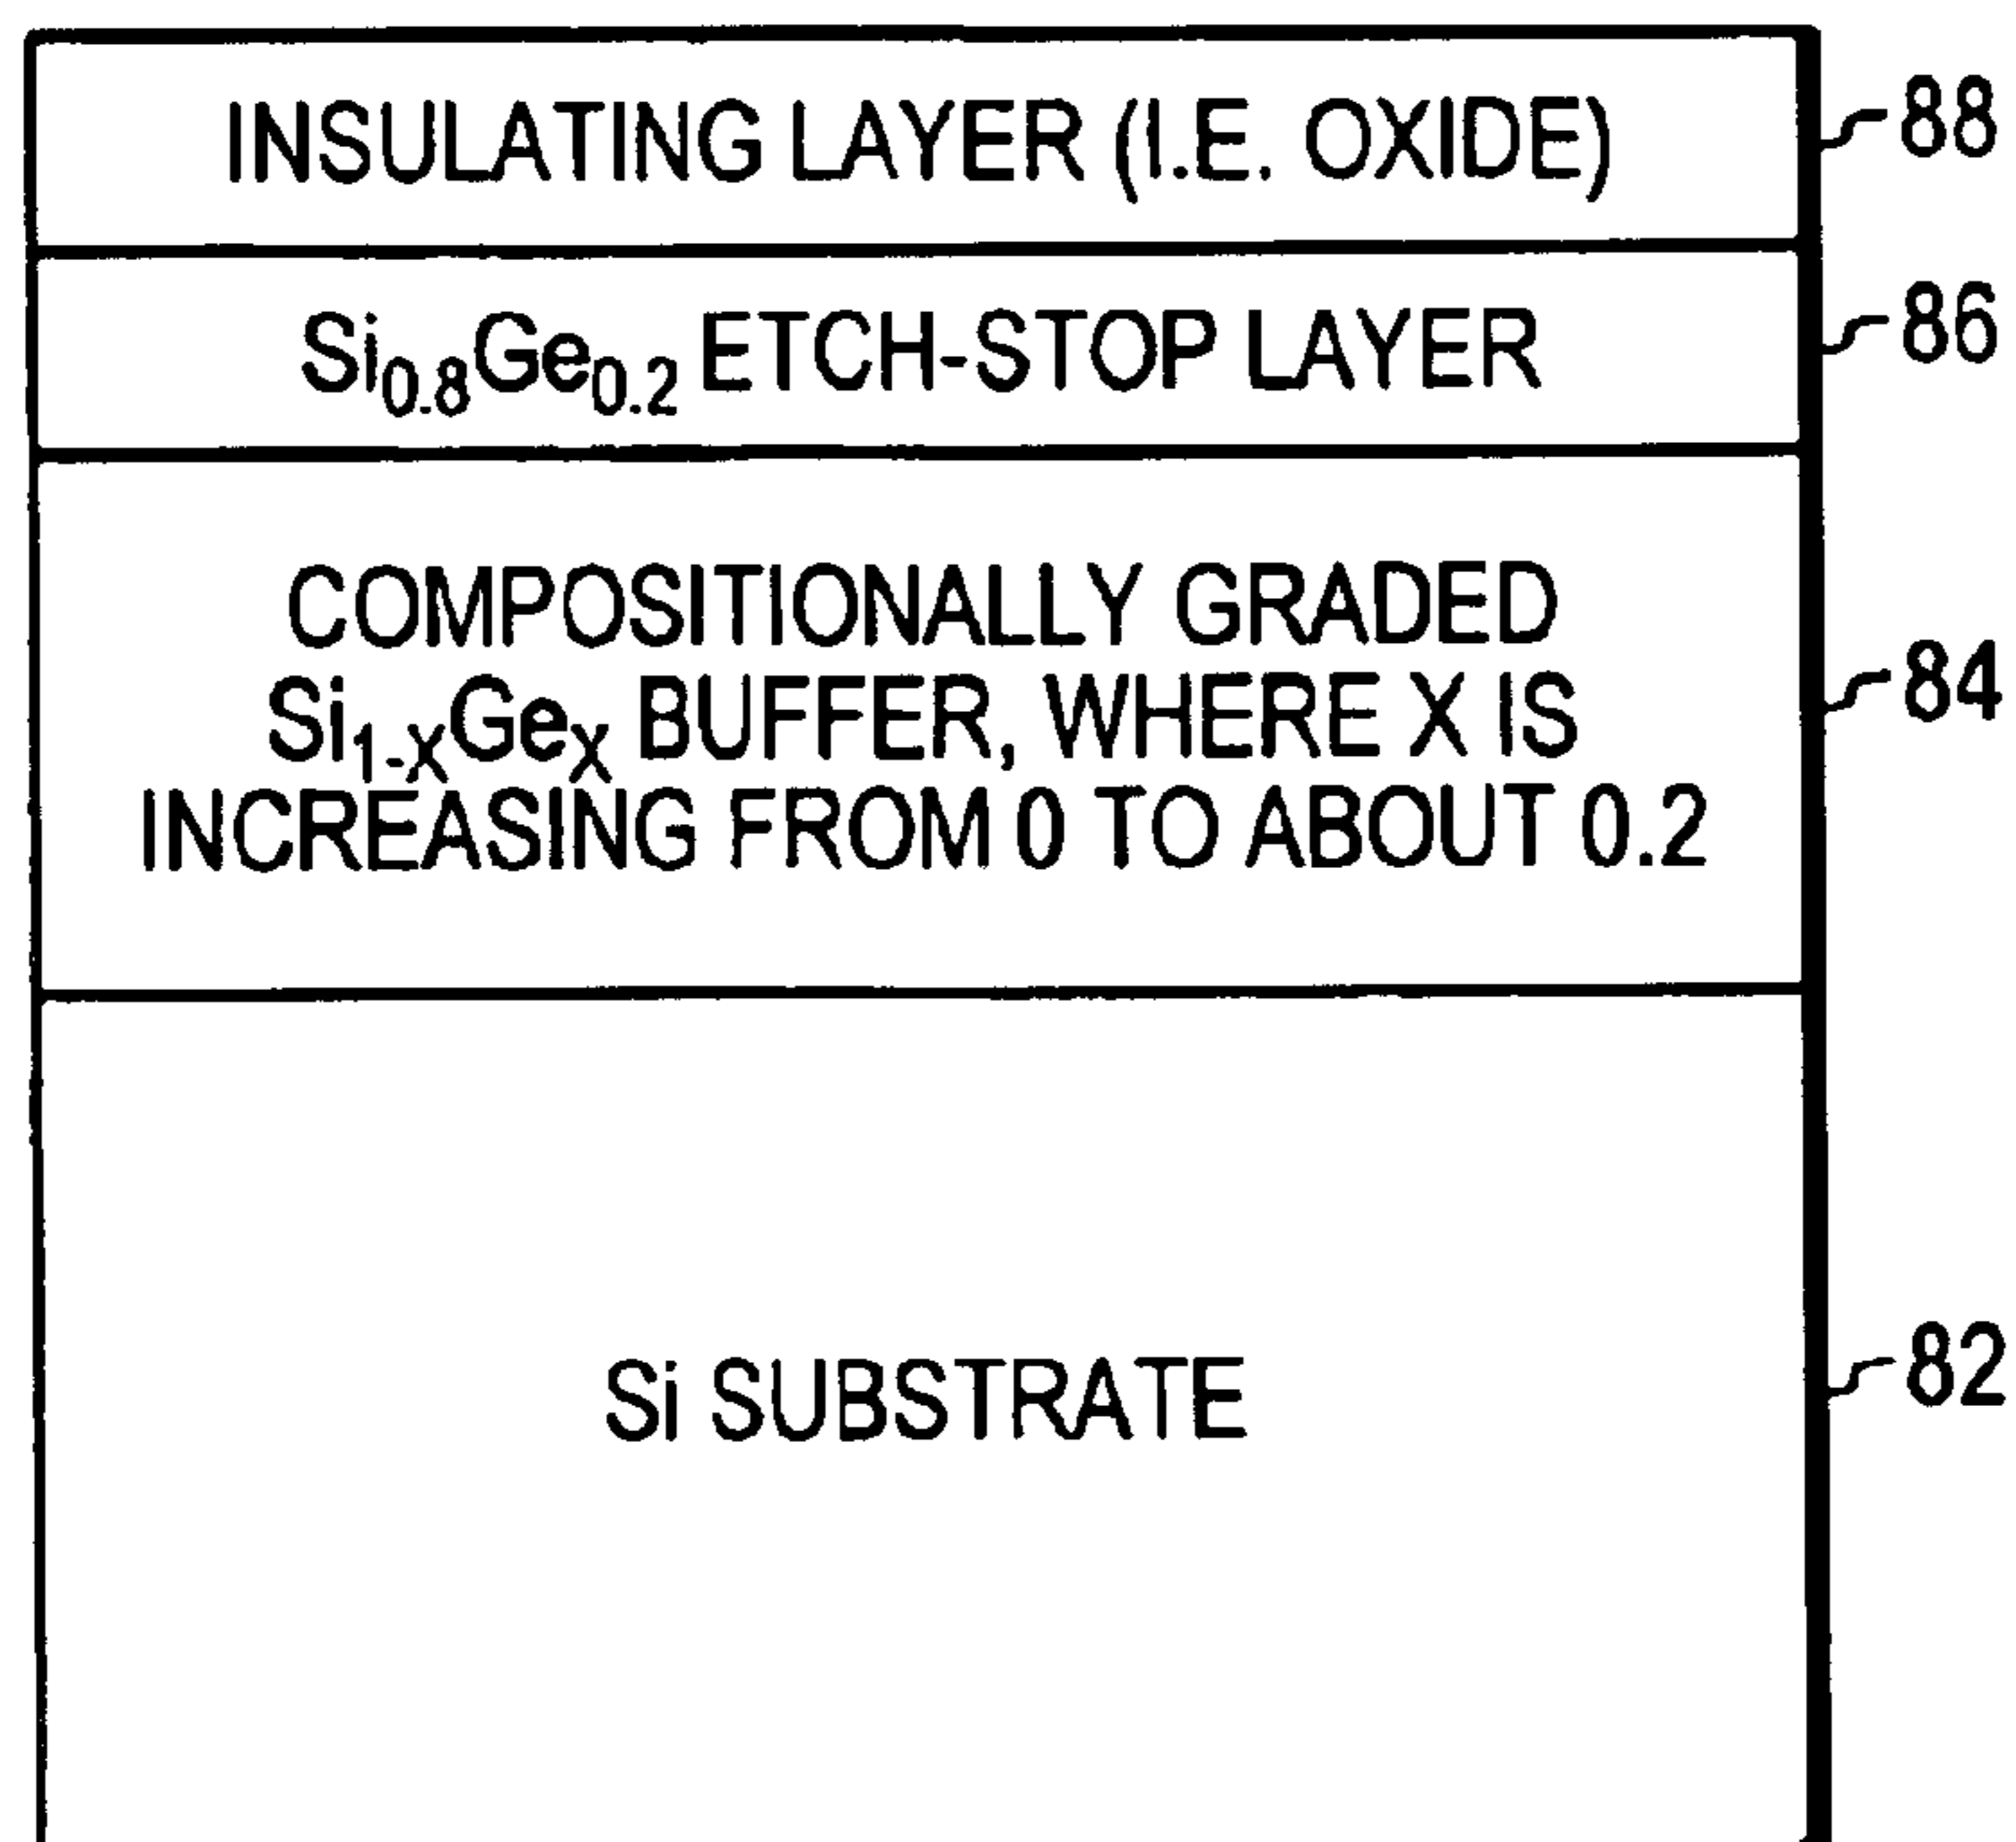 INSULATING LAYER (I.E. OXIDE) 88
Si0.8Ge0.2 ETCH-STOP LAYER 86
COMPOSITIONALLY GRADED
Si1-XGeX BUFFER, WHERE X IS 84
INCREASING FROM 0 TO ABOUT 0.2
Si SUBSTRATE 82